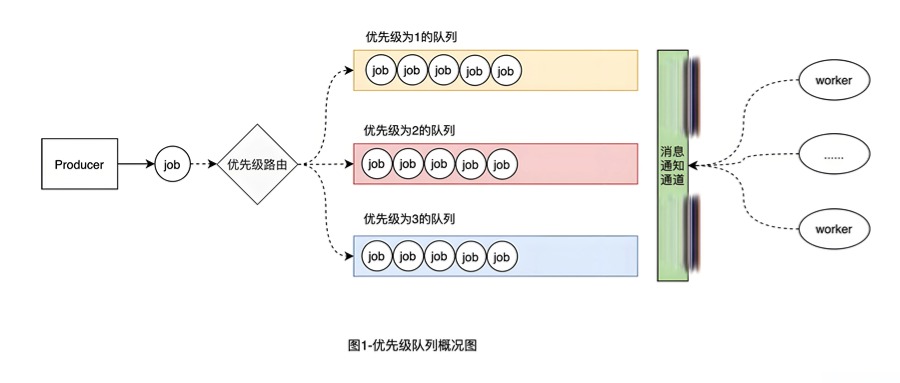 优先级为1的队列
job job job job job
worker
优先级为2的队列
Producer
job
优先级路由
job job job job job
消息
通知
通道
......
优先级为3的队列
worker
job job job job job
图1-优先级队列概况图